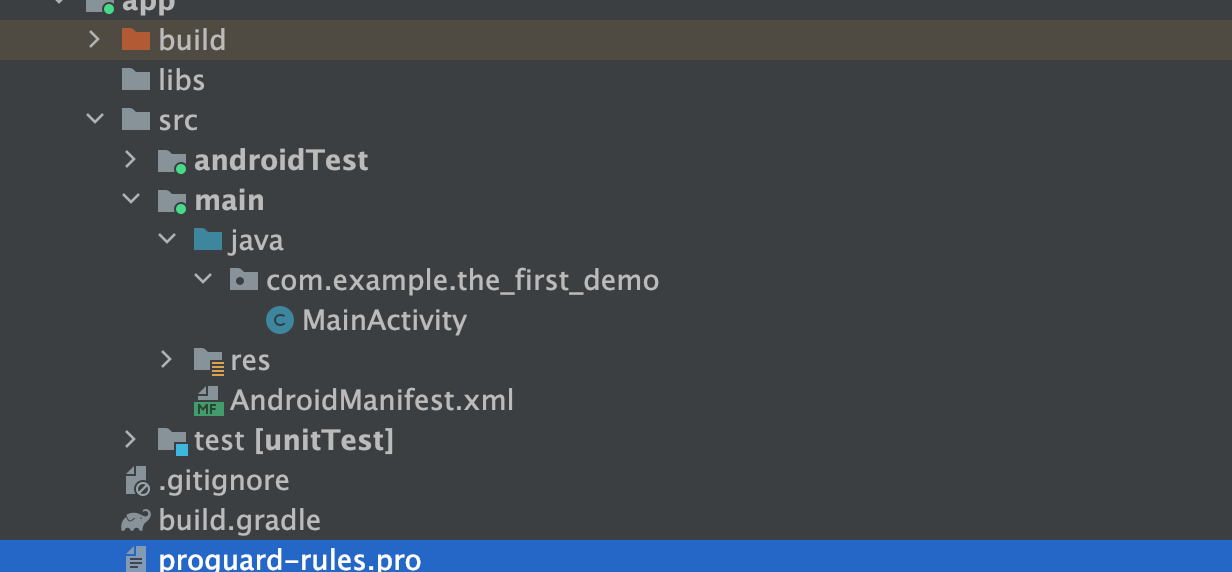 app
build
libs
src
androidTest
main
java
com.example.the_first_demo
C MainActivity
res
MF AndroidManifest.xml
test [unitTest]
.gitignore
build.gradle
proguard-rules.pro